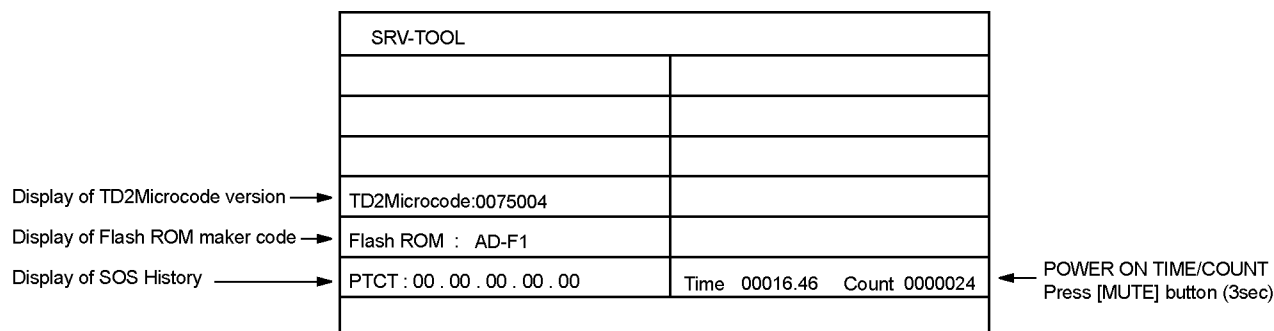 SRV-TOOL
Display of TD2Microcode version
TD2Microcode:0075004
Display of Flash ROM maker code
Flash ROM : AD-F1
Display of SOS History
PTCT : 00 . 00 . 00 . 00 . 00
Time 00016.46 Count 0000024
POWER ON TIME/COUNT
Press [MUTE] button (3sec)